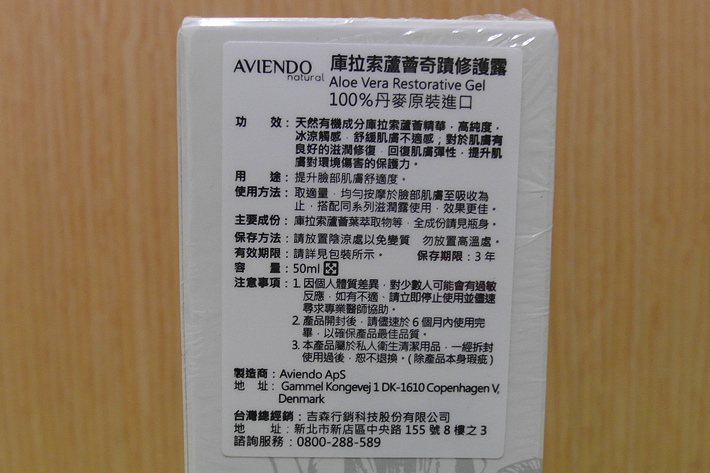 AVIENDO natural 庫拉索蘆薈奇蹟修護露
Aloe Vera Restorative Gel
100%丹麥原裝進口
功 效：天然有機成分庫拉索蘆薈精華，高純度，
冰涼觸感，舒緩肌膚不適感；對於肌膚有
良好的滋潤修復，回復肌膚彈性，提升肌
膚對環境傷害的保護力。
用 途：提升臉部肌膚舒適度。
使用方法：取適量，均勻按摩於臉部肌膚至吸收為
止，搭配同系列滋潤露使用，效果更佳。
主要成份：庫拉索蘆薈葉萃取物等，全成份請見瓶身。
保存方法：請放置陰涼處以免變質 勿放置高溫處。
有效期限：請詳見包裝所示。 保存期限：3 年
容 量：50ml
注意事項：1. 因個人體質差異，對少數人可能會有過敏
反應，如有不適、請立即停止使用並儘速
尋求專業醫師協助。
2. 產品開封後，請儘速於 6 個月內使用完
畢，以確保產品最佳品質。
3. 本產品屬於私人衛生清潔用品，一經拆封
使用過後，恕不退換。（除產品本身瑕疵）
製造商：Aviendo ApS
地 址：Gammel Kongevej 1 DK-1610 Copenhagen V,
Denmark
台灣總經銷：吉森行銷科技股份有限公司
地 址：新北市新店區中央路 155 號 8 樓之 3
諮詢服務：0800-288-589